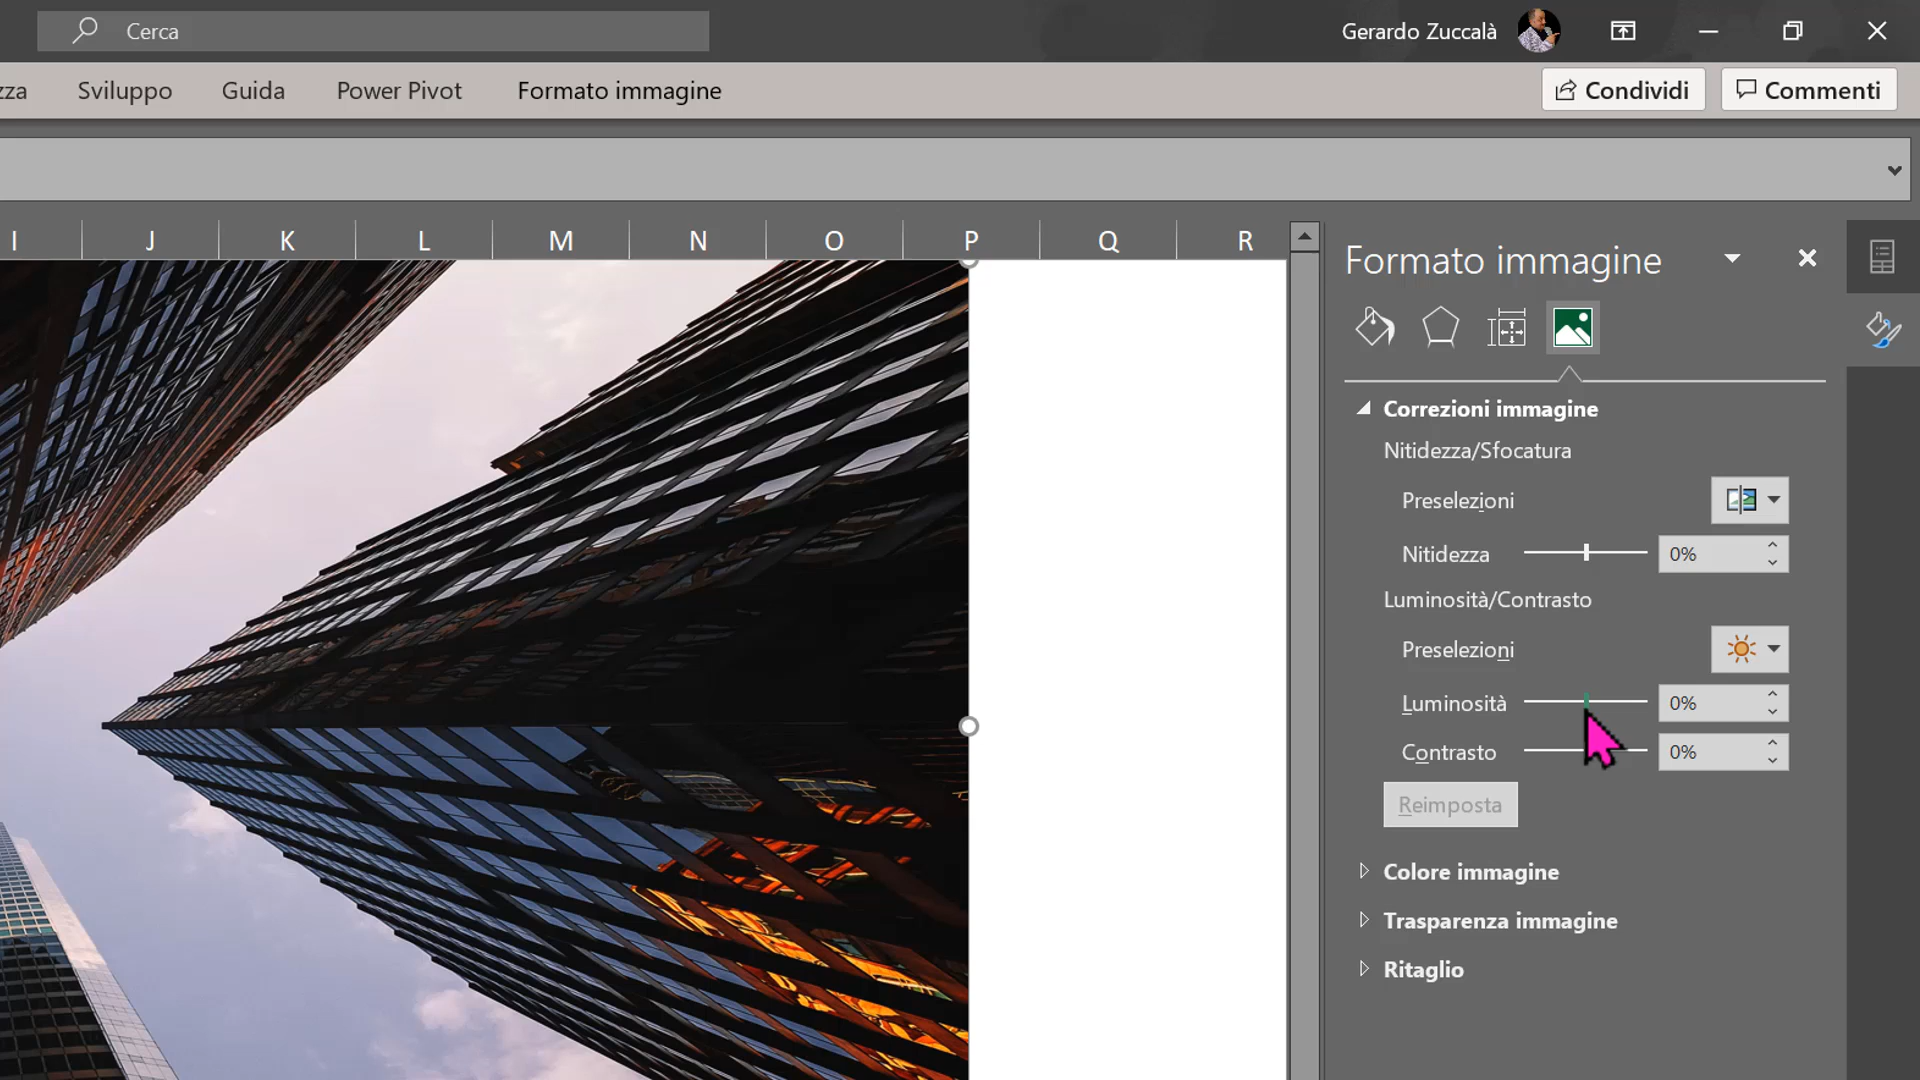 Cerca
Gerardo Zuccalà
Sviluppo Guida Power Pivot Formato immagine Condividi Commenti
I J K L M N O P Q R
Formato immagine
Correzioni immagine
Nitidezza/Sfocatura
Preselezioni
Nitidezza 0%
Luminosità/Contrasto
Preselezioni
Luminosità 0%
Contrasto 0%
Reimposta
Colore immagine
Trasparenza immagine
Ritaglio